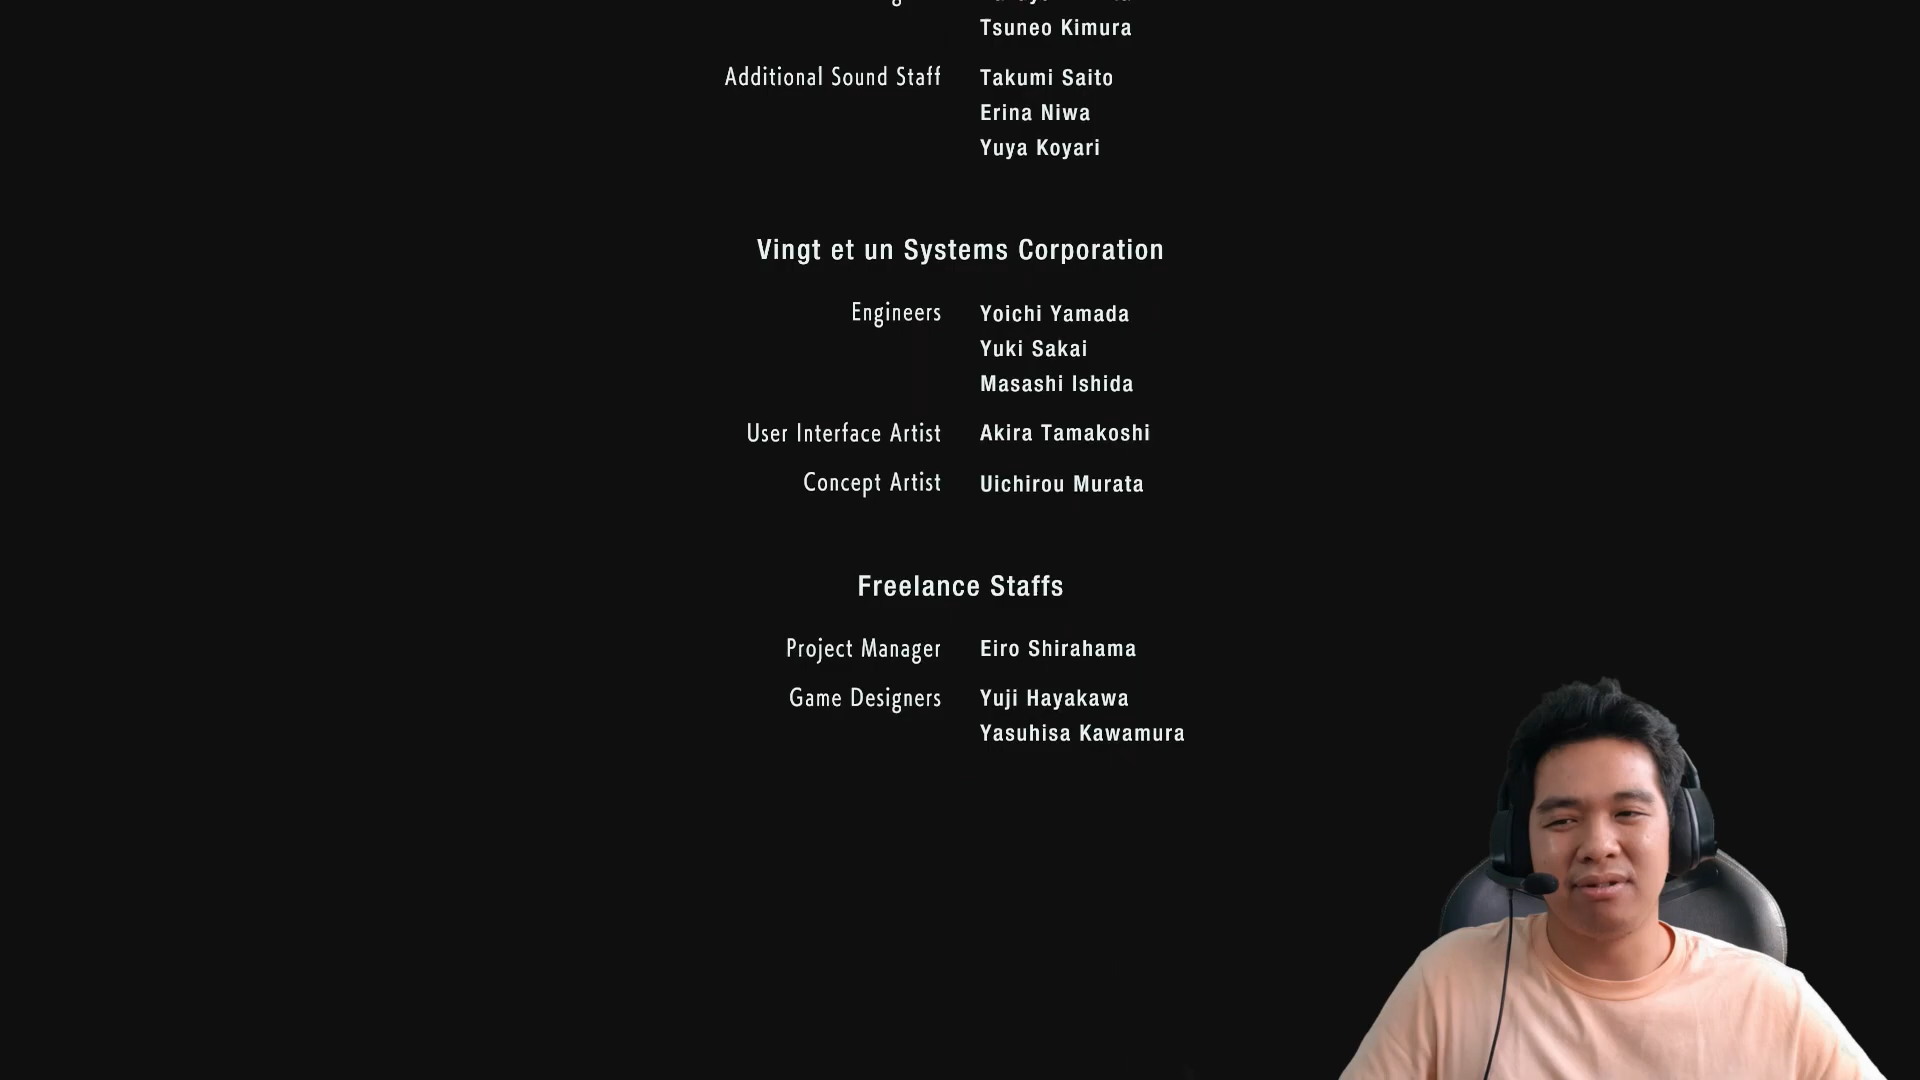 Tsuneo Kimura
Additional Sound Staff Takumi Saito
Erina Niwa
Yuya Koyari
Vingt et un Systems Corporation
Engineers Yoichi Yamada
Yuki Sakai
Masashi Ishida
User Interface Artist Akira Tamakoshi
Concept Artist Uichirou Murata
Freelance Staffs
Project Manager Eiro Shirahama
Game Designers Yuji Hayakawa
Yasuhisa Kawamura